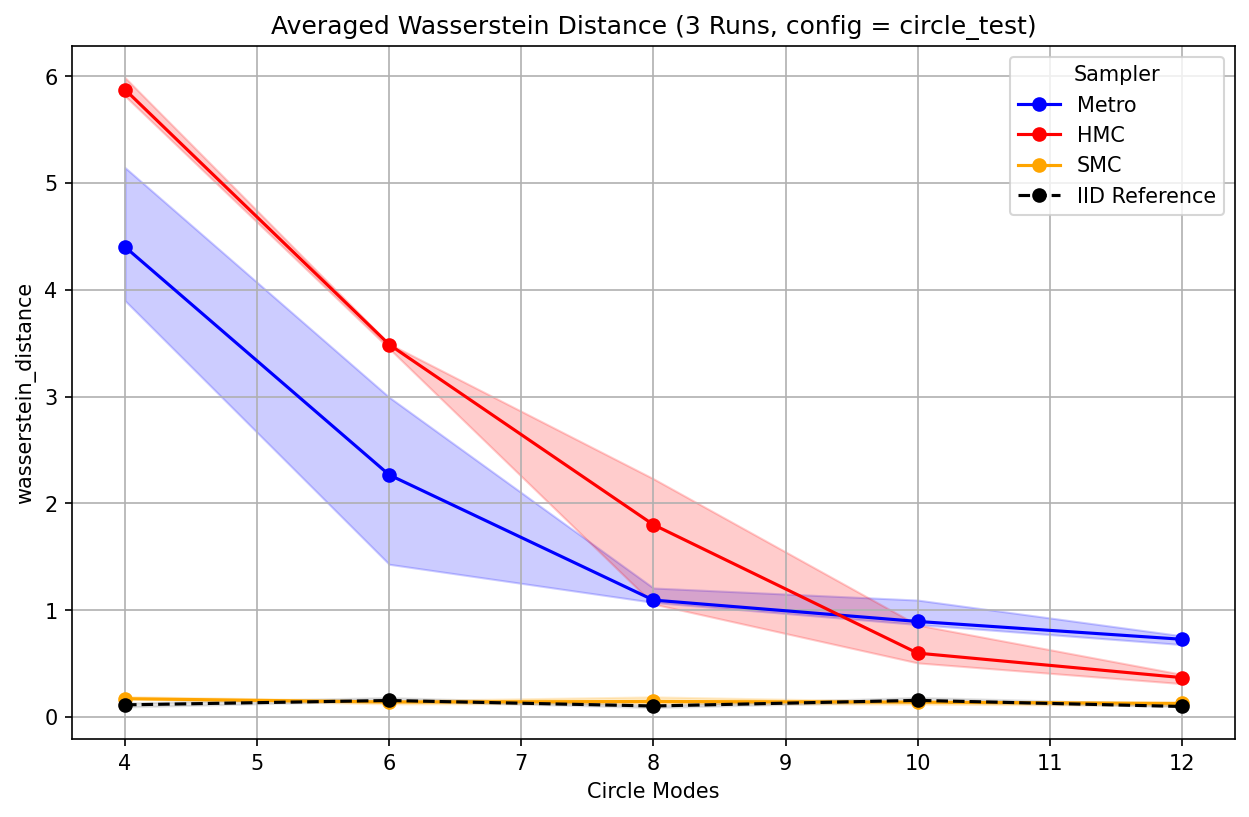 Averaged Wasserstein Distance (3 Runs, config = circle_test)
wasserstein_distance
6
5
4
3
2
1
0
Sampler
Metro
HMC
SMC
IID Reference
4 5 6 7 8 9 10 11 12
Circle Modes